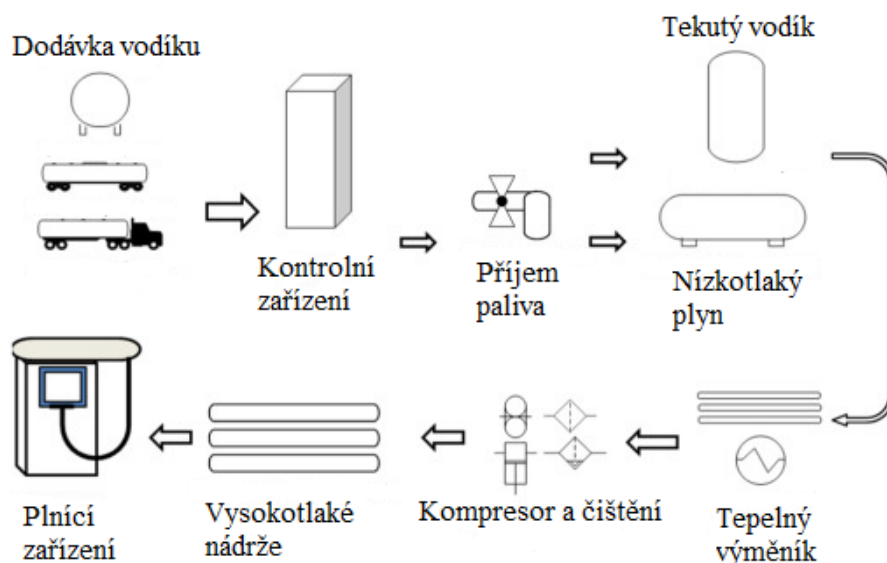 Dodávka vodíku
Tekutý vodík
Kontrolní
zařízení
Příjem
paliva
Nízkotlaký
plyn
Plnící
zařízení
Vysokotlaké
nádrže
Kompresor a čištění
Tepelný
výměník